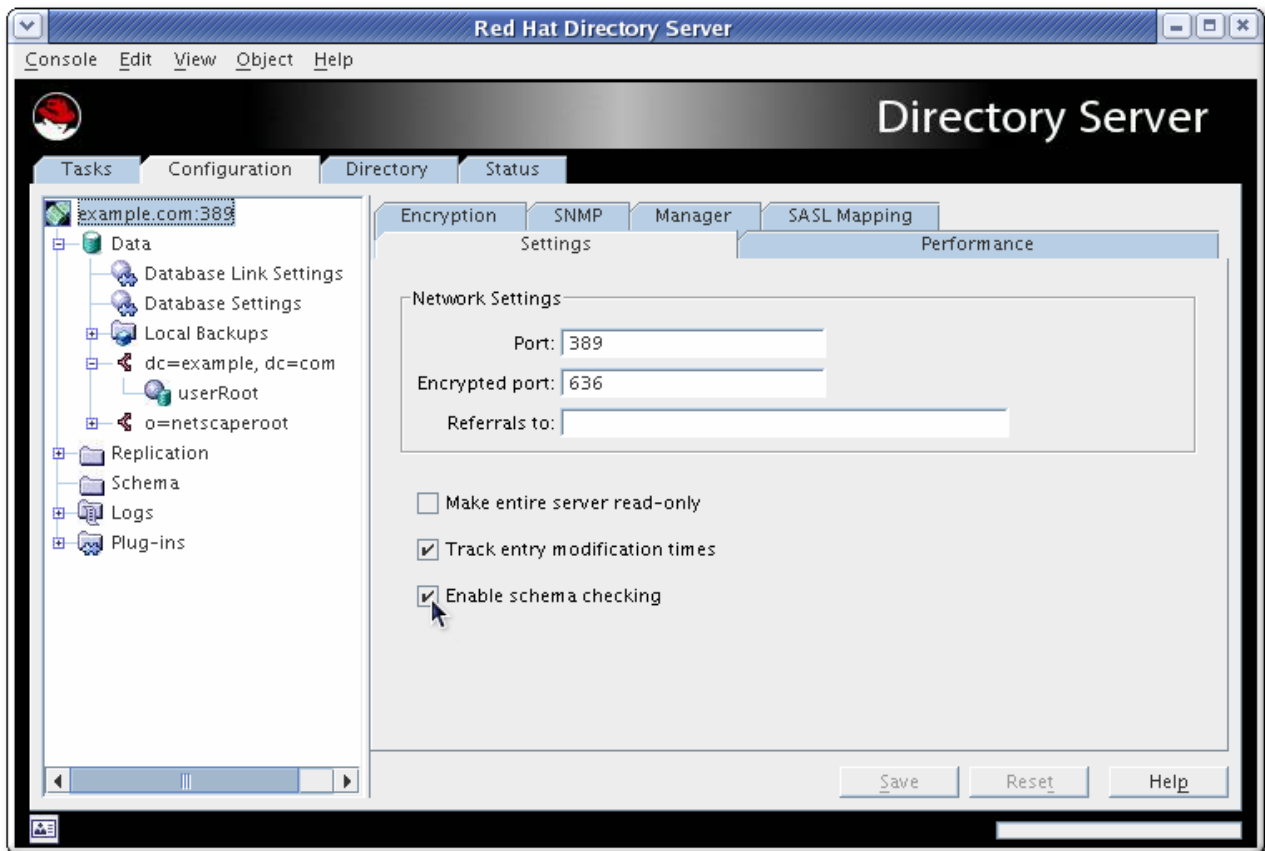 Red Hat Directory Server
Console Edit View Object Help
Directory Server
Tasks Configuration Directory Status
example.com:389
Data
Database Link Settings
Database Settings
Local Backups
dc=example, dc=com
userRoot
o=netscaperoot
Replication
Schema
Logs
Plug-ins
Encryption SNMP Manager SASL Mapping
Settings Performance
Network Settings
Port: 389
Encrypted port: 636
Referrals to:
Make entire server read-only
Track entry modification times
Enable schema checking
Save Reset Help